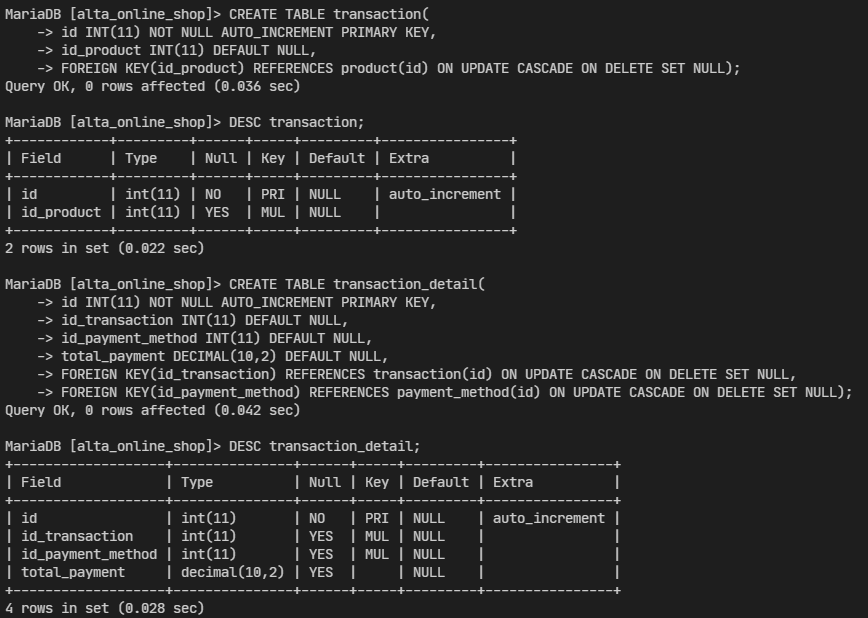 MariaDB [alta_online_shop]> CREATE TABLE transaction(
    -> id INT(11) NOT NULL AUTO_INCREMENT PRIMARY KEY,
    -> id_product INT(11) DEFAULT NULL,
    -> FOREIGN KEY(id_product) REFERENCES product(id) ON UPDATE CASCADE ON DELETE SET NULL);
Query OK, 0 rows affected (0.036 sec)

MariaDB [alta_online_shop]> DESC transaction;
+------------+---------+------+-----+---------+----------------+
| Field      | Type    | Null | Key | Default | Extra          |
+------------+---------+------+-----+---------+----------------+
| id         | int(11) | NO   | PRI | NULL    | auto_increment |
| id_product | int(11) | YES  | MUL | NULL    |                |
+------------+---------+------+-----+---------+----------------+
2 rows in set (0.022 sec)

MariaDB [alta_online_shop]> CREATE TABLE transaction_detail(
    -> id INT(11) NOT NULL AUTO_INCREMENT PRIMARY KEY,
    -> id_transaction INT(11) DEFAULT NULL,
    -> id_payment_method INT(11) DEFAULT NULL,
    -> total_payment DECIMAL(10,2) DEFAULT NULL,
    -> FOREIGN KEY(id_transaction) REFERENCES transaction(id) ON UPDATE CASCADE ON DELETE SET NULL,
    -> FOREIGN KEY(id_payment_method) REFERENCES payment_method(id) ON UPDATE CASCADE ON DELETE SET NULL);
Query OK, 0 rows affected (0.042 sec)

MariaDB [alta_online_shop]> DESC transaction_detail;
+-------------------+---------------+------+-----+---------+----------------+
| Field             | Type          | Null | Key | Default | Extra          |
+-------------------+---------------+------+-----+---------+----------------+
| id                | int(11)       | NO   | PRI | NULL    | auto_increment |
| id_transaction    | int(11)       | YES  | MUL | NULL    |                |
| id_payment_method | int(11)       | YES  | MUL | NULL    |                |
| total_payment     | decimal(10,2) | YES  |     | NULL    |                |
+-------------------+---------------+------+-----+---------+----------------+
4 rows in set (0.028 sec)